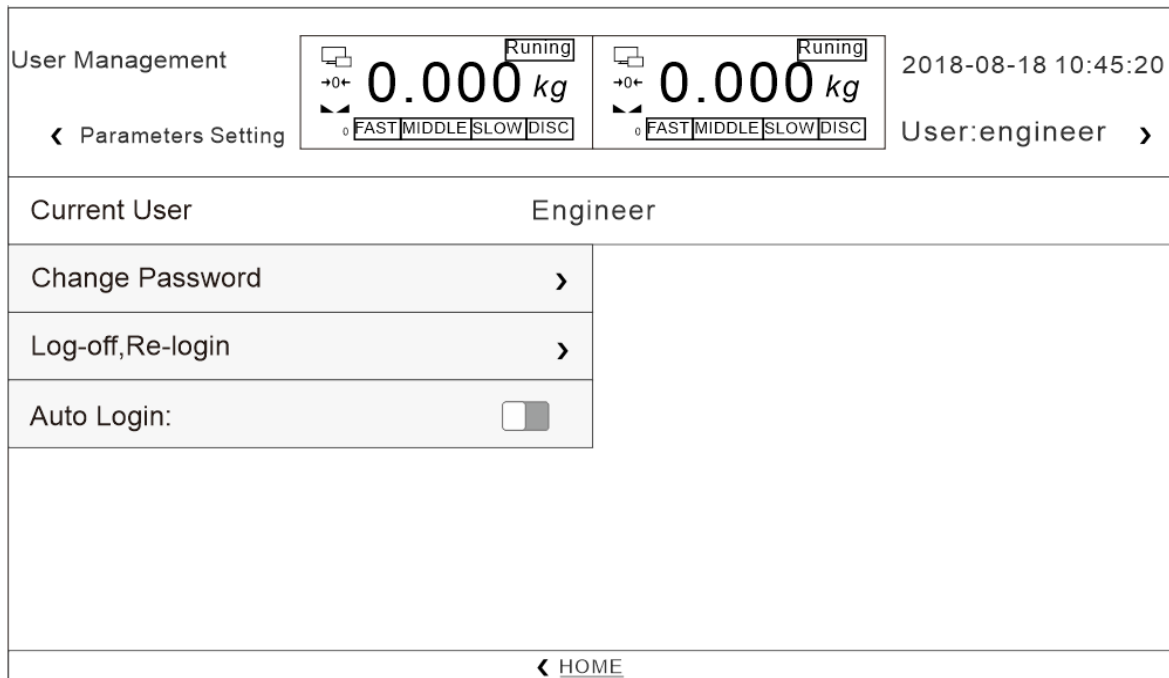 User Management
❮ Parameters Setting
Runing
→0← 0.000 kg
0 FAST MIDDLE SLOW DISC
Runing
→0← 0.000 kg
0 FAST MIDDLE SLOW DISC
2018-08-18 10:45:20
User:engineer ❯
Current User Engineer
Change Password ❯
Log-off,Re-login ❯
Auto Login:
❮ HOME